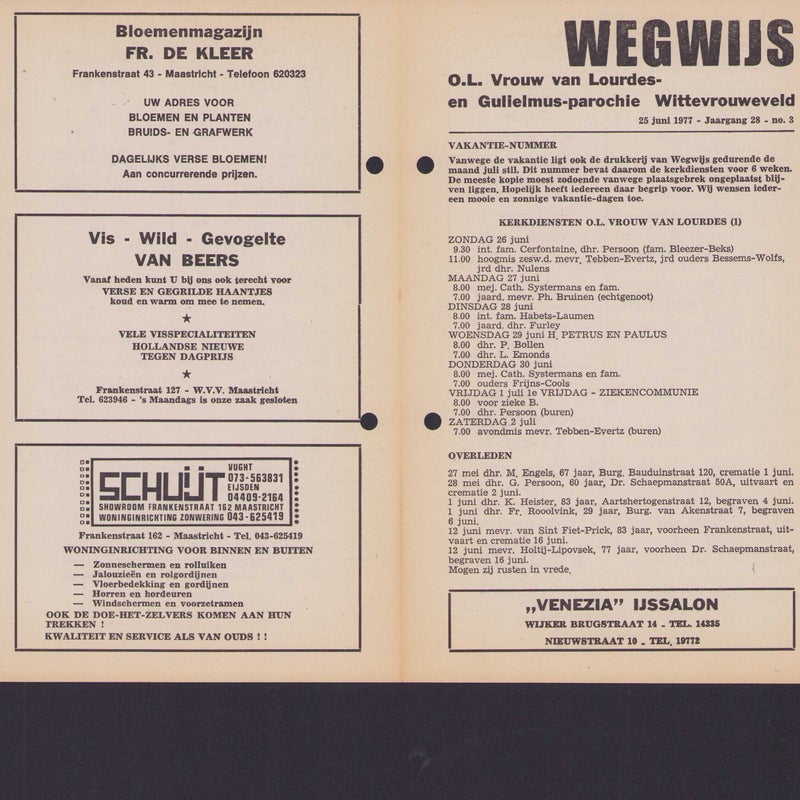 Bloemenmagazijn
FR. DE KLEER
Frankenstraat 43 - Maastricht - Telefoon 620323
UW ADRES VOOR
BLOEMEN EN PLANTEN
BRUIDS- EN GRAFWERK
DAGELIJKS VERSE BLOEMEN!
Aan concurrerende prijzen.
Vis - Wild - Gevogelte
VAN BEERS
Vanaf heden kunt U bij ons ook terecht voor
VERSE EN GEGRILDE HAANTJES
koud en warm om mee te nemen.
★
VELE VISSPECIALITEITEN
HOLLANDSE NIEUWE
TEGEN DAGPRIJS
★
Frankenstraat 127 - W.V.V. Maastricht
Tel. 623946 - 's Maandags is onze zaak gesloten
SCHUIJT
VUGHT
073-563831
EIJSDEN
04409-2164
SHOWROOM FRANKENSTRAAT 162 MAASTRICHT
WONINGINRICHTING ZONWERING 043-625419
Frankenstraat 162 - Maastricht - Tel. 043-625419
WONINGINRICHTING VOOR BINNEN EN BUITEN
— Zonneschermen en rolluiken
— Jalouzieën en rolgordijnen
— Vloerbedekking en gordijnen
— Horren en hordeuren
— Windschermen en voorzetramen
OOK DE DOE-HET-ZELVERS KOMEN AAN HUN
TREKKEN !
KWALITEIT EN SERVICE ALS VAN OUDS ! !
WEGWIJS
O.L. Vrouw van Lourdes-
en Gulielmus-parochie Wittevrouweveld
25 juni 1977 - Jaargang 28 - no. 3
VAKANTIE-NUMMER
Vanwege de vakantie ligt ook de drukkerij van Wegwijs gedurende de
maand juli stil. Dit nummer bevat daarom de kerkdiensten voor 6 weken.
De meeste kopie moest zodoende vanwege plaatsgebrek ongeplaatst blij-
ven liggen. Hopelijk heeft iedereen daar begrip voor. Wij wensen ieder-
een mooie en zonnige vakantie-dagen toe.
KERKDIENSTEN O.L. VROUW VAN LOURDES (1)
ZONDAG 26 juni
9.30 int. fam. Cerfontaine, dhr. Persoon (fam. Bleezer-Beks)
11.00 hoogmis zesw.d. mevr. Tebben-Evertz, jrd ouders Bessems-Wolfs,
jrd dhr. Nulens
MAANDAG 27 juni
8.00 mej. Cath. Systermans en fam.
7.00 jaard. mevr. Ph. Bruinen (echtgenoot)
DINSDAG 28 juni
8.00 int. fam. Habets-Laumen
7.00 jaard. dhr. Furley
WOENSDAG 29 juni H. PETRUS EN PAULUS
8.00 dhr. P. Bollen
7.00 dhr. L. Emonds
DONDERDAG 30 juni
8.00 mej. Cath. Systermans en fam.
7.00 ouders Frijns-Cools
VRIJDAG 1 juli 1e VRIJDAG - ZIEKENCOMMUNIE
8.00 voor zieke B.
7.00 dhr. Persoon (buren)
ZATERDAG 2 juli
7.00 avondmis mevr. Tebben-Evertz (buren)
OVERLEDEN
27 mei dhr. M. Engels, 67 jaar, Burg. Bauduinstraat 120, crematie 1 juni.
28 mei dhr. G. Persoon, 60 jaar, Dr. Schaepmanstraat 50A, uitvaart en
crematie 2 juni.
1 juni dhr. K. Heister, 83 jaar, Aartshertogenstraat 12, begraven 4 juni.
1 juni dhr. Fr. Rooolvink, 29 jaar, Burg. van Akenstraat 7, begraven
6 juni.
12 juni mevr. van Sint Fiet-Prick, 83 jaar, voorheen Frankenstraat, uit-
vaart en crematie 16 juni.
12 juni mevr. Holtij-Lipovsek, 77 jaar, voorheen Dr. Schaepmanstraat,
begraven 16 juni.
Mogen zij rusten in vrede.
„VENEZIA” IJSSALON
WIJKER BRUGSTRAAT 14 - TEL. 14335
NIEUWSTRAAT 10 - TEL. 19772